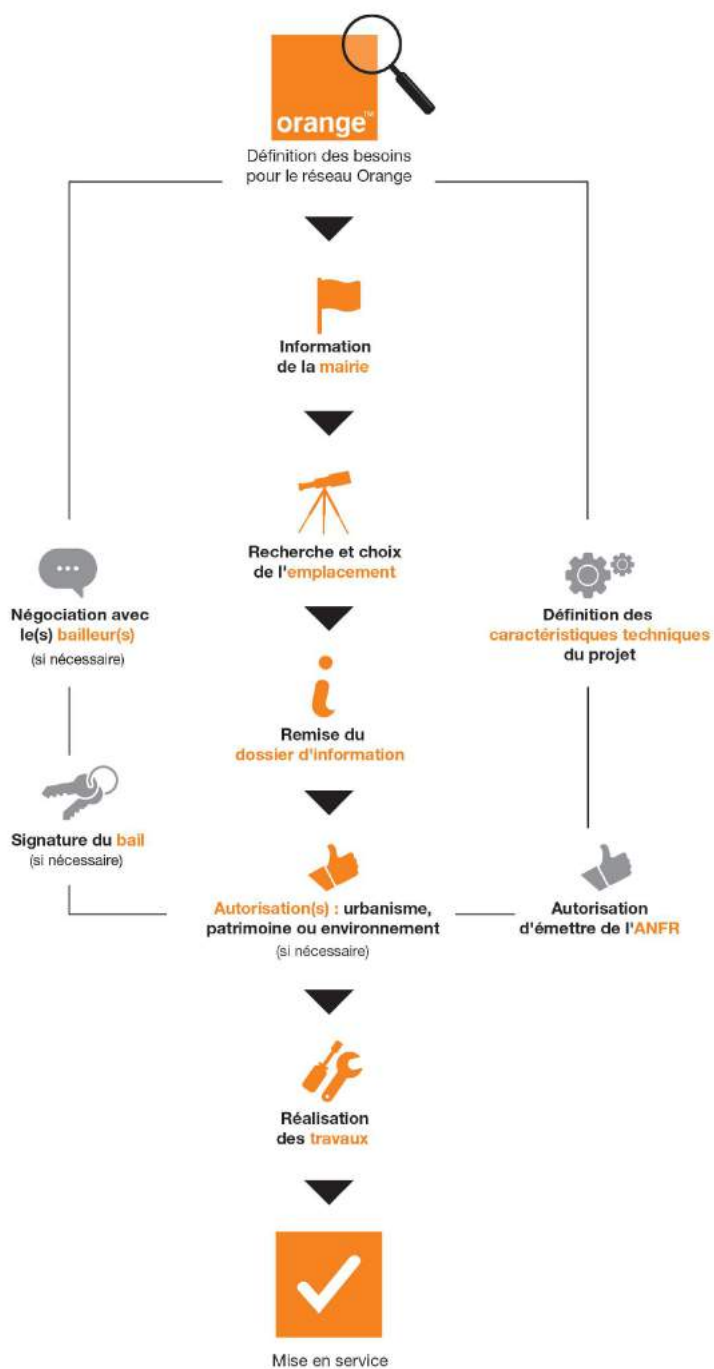 orange™
Définition des besoins
pour le réseau Orange
Information
de la mairie
Recherche et choix
de l'emplacement
Négociation avec
le(s) bailleur(s)
(si nécessaire)
Définition des
caractéristiques techniques
du projet
Remise du
dossier d'information
Signature du bail
(si nécessaire)
Autorisation(s) : urbanisme,
patrimoine ou environnement
(si nécessaire)
Autorisation
d'émettre de l'ANFR
Réalisation
des travaux
Mise en service